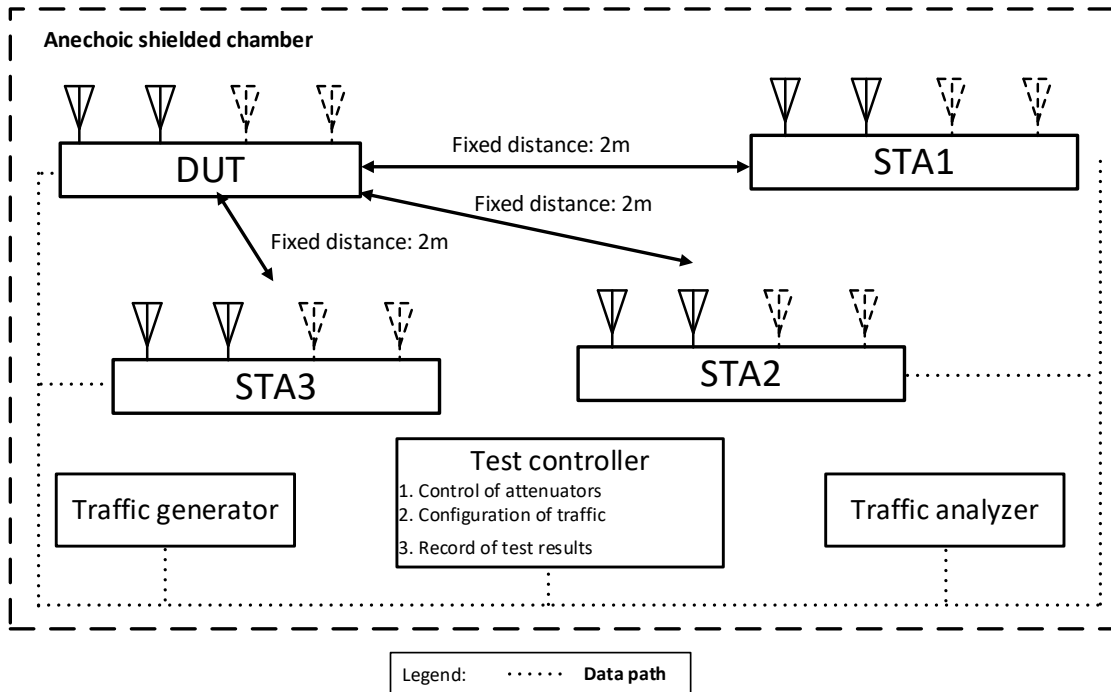 Anechoic shielded chamber
Fixed distance: 2m
DUT
STA1
Fixed distance: 2m
Fixed distance: 2m
STA3
STA2
Test controller
1. Control of attenuators
2. Configuration of traffic
3. Record of test results
Traffic generator
Traffic analyzer
Legend: Data path